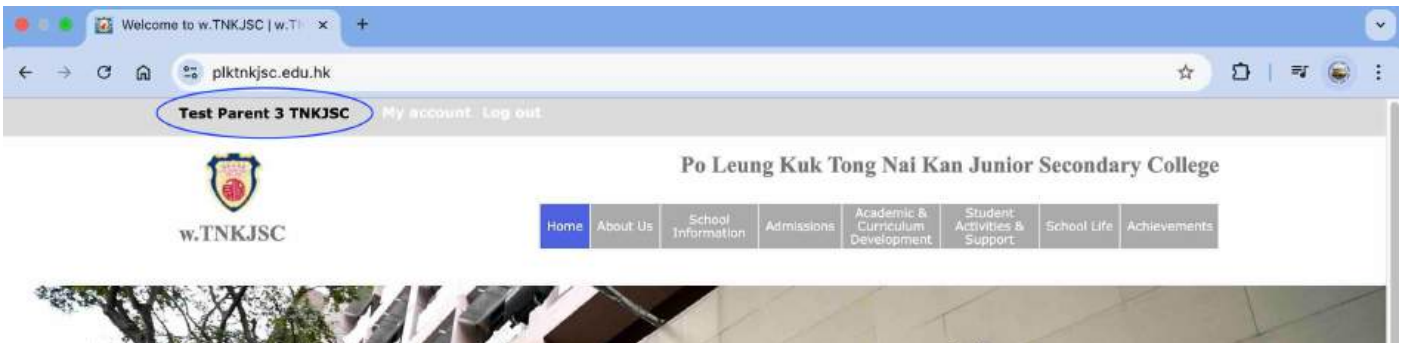 Welcome to w.TNKJSC | w.T
plktnkjsc.edu.hk
Test Parent 3 TNKJSC My account Log out
Po Leung Kuk Tong Nai Kan Junior Secondary College
w.TNKJSC
Home About Us School Information Admissions Academic & Curriculum Development Student Activities & Support School Life Achievements